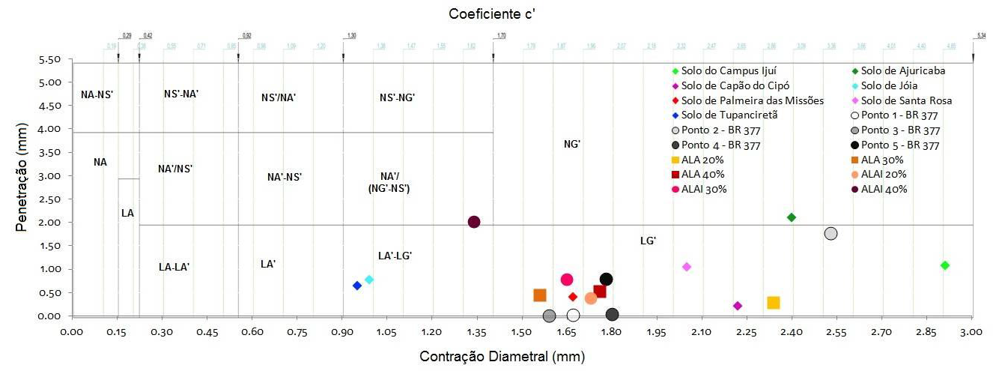 Coeficiente c'
0,29 0,42 0,92 1,30 1,70 5,34
5.50
5.00
4.50
4.00
3.50
3.00
2.50
2.00
1.50
1.00
0.50
0.00
Penetração (mm)
NA-NS' NS'-NA' NS'/NA' NS'-NG'
NA NA'/NS' NA'-NS' NA'/
(NG'-NS') NG'
LA
LA-LA' LA' LA'-LG' LG'
Solo do Campus Ijuí Solo de Ajuricaba
Solo de Capão do Cipó Solo de Jóia
Solo de Palmeira das Missões Solo de Santa Rosa
Solo de Tupanciretã Ponto 1 - BR 377
Ponto 2 - BR 377 Ponto 3 - BR 377
Ponto 4 - BR 377 Ponto 5 - BR 377
ALA 20% ALA 30%
ALA 40% ALAI 20%
ALAI 30% ALAI 40%
0.00 0.15 0.30 0.45 0.60 0.75 0.90 1.05 1.20 1.35 1.50 1.65 1.80 1.95 2.10 2.25 2.40 2.55 2.70 2.85 3.00
Contração Diametral (mm)